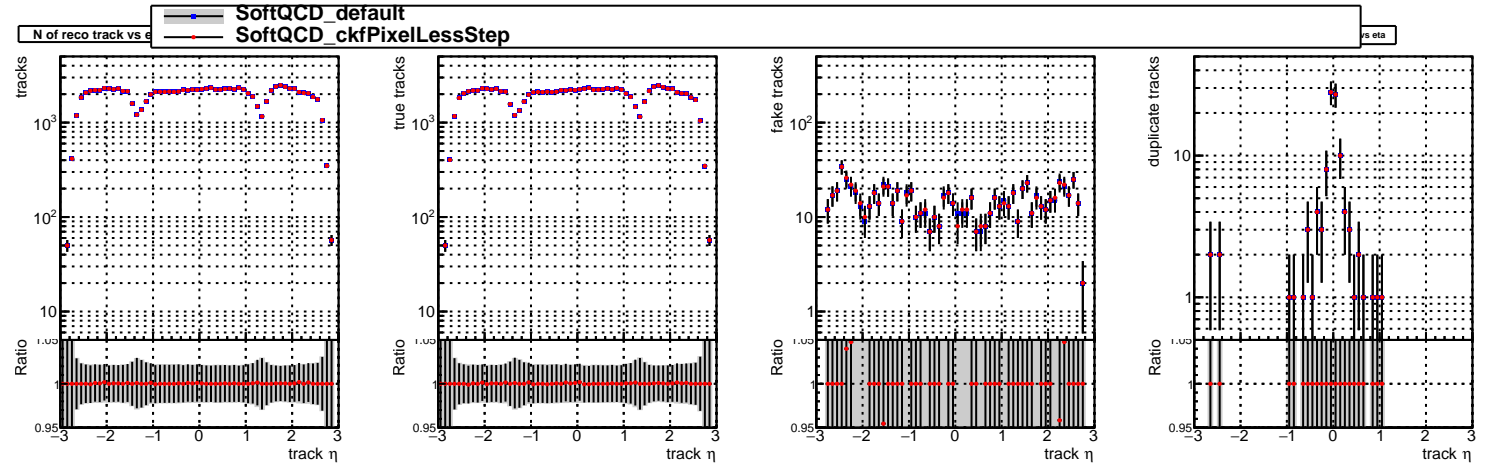 SoftQCD_default
SoftQCD_ckfPixelLessStep
N of reco track vs e
vs eta
tracks
10³
10²
10
Ratio
1.05
1
0.95
−3 −2 −1 0 1 2 3
track η
true tracks
10³
10²
10
Ratio
1.05
1
0.95
−3 −2 −1 0 1 2 3
track η
fake tracks
10²
10
1
Ratio
1.05
1
0.95
−3 −2 −1 0 1 2 3
track η
duplicate tracks
10
1
Ratio
1.05
1
0.95
−3 −2 −1 0 1 2 3
track η